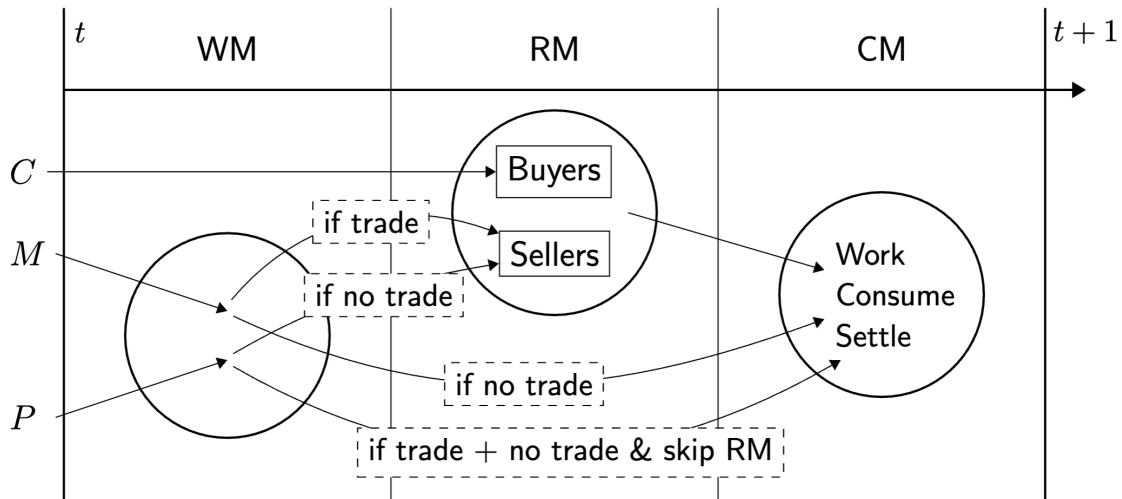 t
WM
RM
CM
t + 1
C
Buyers
if trade
M
Sellers
Work
if no trade
Consume
Settle
if no trade
P
if trade + no trade & skip RM